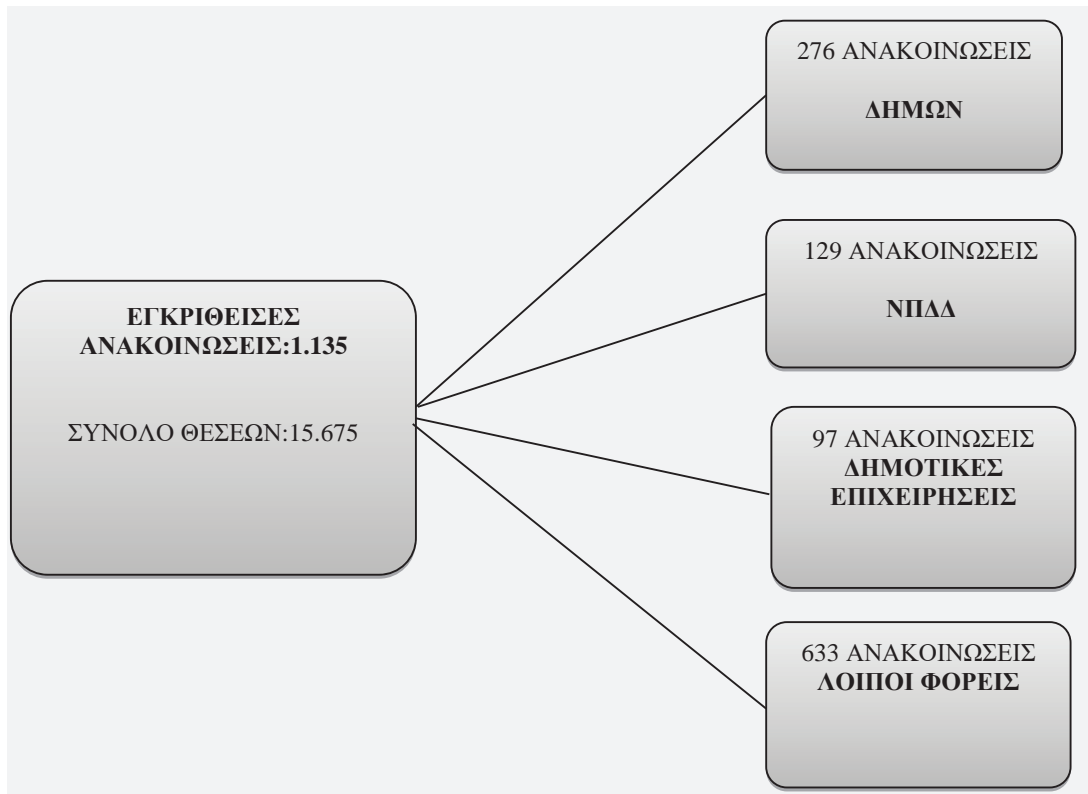 276 ΑΝΑΚΟΙΝΩΣΕΙΣ
ΔΗΜΩΝ
129 ΑΝΑΚΟΙΝΩΣΕΙΣ
ΝΠΔΔ
ΕΓΚΡΙΘΕΙΣΕΣ
ΑΝΑΚΟΙΝΩΣΕΙΣ:1.135
ΣΥΝΟΛΟ ΘΕΣΕΩΝ:15.675
97 ΑΝΑΚΟΙΝΩΣΕΙΣ
ΔΗΜΟΤΙΚΕΣ
ΕΠΙΧΕΙΡΗΣΕΙΣ
633 ΑΝΑΚΟΙΝΩΣΕΙΣ
ΛΟΙΠΟΙ ΦΟΡΕΙΣ